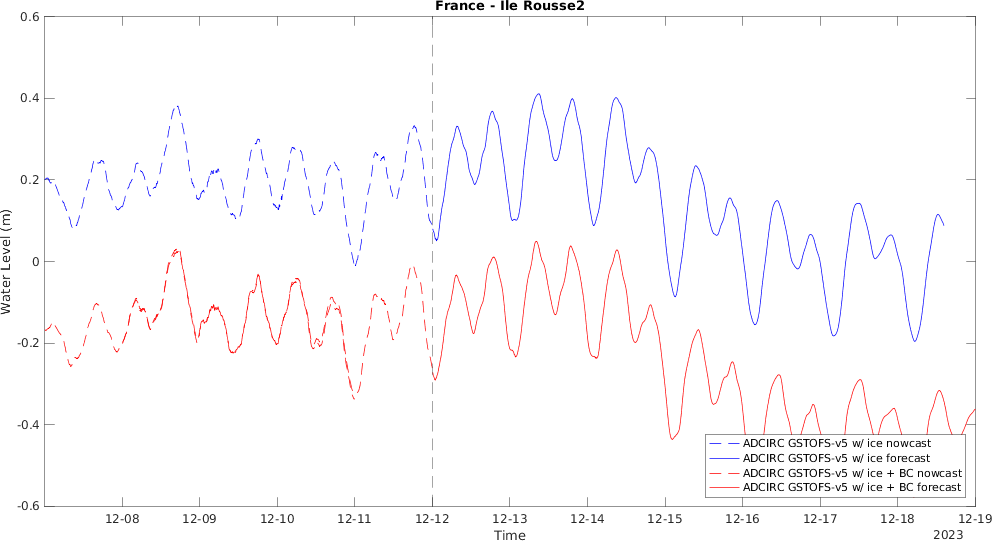 France - Ile Rousse2
Water Level (m)
0.6
0.4
0.2
0
-0.2
-0.4
-0.6
ADCIRC GSTOFS-v5 w/ ice nowcast
ADCIRC GSTOFS-v5 w/ ice forecast
ADCIRC GSTOFS-v5 w/ ice + BC nowcast
ADCIRC GSTOFS-v5 w/ ice + BC forecast
12-08 12-09 12-10 12-11 12-12 12-13 12-14 12-15 12-16 12-17 12-18 12-19
Time
2023